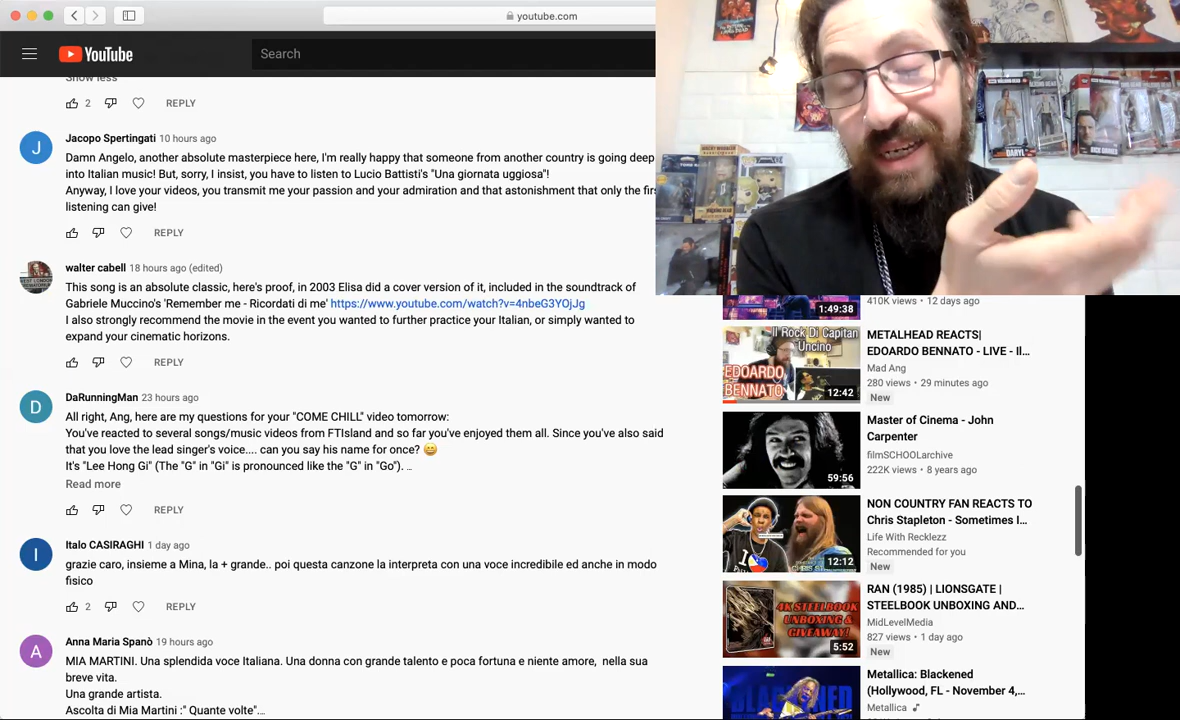 youtube.com
YouTube
Search
Show less
2
REPLY
Jacopo Spertingati 10 hours ago
Damn Angelo, another absolute masterpiece here, I'm really happy that someone from another country is going deep
into Italian music! But, sorry, I insist, you have to listen to Lucio Battisti's "Una giornata uggiosa"!
Anyway, I love your videos, you transmit me your passion and your admiration and that astonishment that only the
listening can give!
REPLY
walter cabell 18 hours ago (edited)
This song is an absolute classic, here's proof, in 2003 Elisa did a cover version of it, included in the soundtrack of
Gabriele Muccino's 'Remember me - Ricordati di me' https://www.youtube.com/watch?v=4nbeG3YOjJg
I also strongly recommend the movie in the event you wanted to further practice your Italian, or simply wanted to
expand your cinematic horizons.
REPLY
DaRunningMan 23 hours ago
All right, Ang, here are my questions for your "COME CHILL" video tomorrow:
You've reacted to several songs/music videos from FTIsland and so far you've enjoyed them all. Since you've also said
that you love the lead singer's voice.... can you say his name for once? 😄
It's "Lee Hong Gi" (The "G" in "Gi" is pronounced like the "G" in "Go"). ...
Read more
REPLY
Italo CASIRAGHI 1 day ago
grazie caro, insieme a Mina, la + grande.. poi questa canzone la interpreta con una voce incredibile ed anche in modo
fisico
2
REPLY
Anna Maria Spanò 19 hours ago
MIA MARTINI. Una splendida voce Italiana. Una donna con grande talento e poca fortuna e niente amore, nella sua
breve vita.
Una grande artista.
Ascolta di Mia Martini :" Quante volte"...
DARYL
RICK GRIMES
1:49:38
410K views • 12 days ago
Il Rock Di Capitan
Uncino
EDOARDO
BENNATO
12:42
METALHEAD REACTS|
EDOARDO BENNATO - LIVE - Il...
Mad Ang
280 views • 29 minutes ago
New
59:56
Master of Cinema - John
Carpenter
filmSCHOOLarchive
222K views • 8 years ago
12:12
NON COUNTRY FAN REACTS TO
Chris Stapleton - Sometimes I...
Life With Recklezz
Recommended for you
New
4K STEELBOOK
UNBOXING &
GIVEAWAY!
5:52
RAN (1985) | LIONSGATE |
STEELBOOK UNBOXING AND...
MidLevelMedia
827 views • 1 day ago
New
Metallica: Blackened
(Hollywood, FL - November 4,...
Metallica